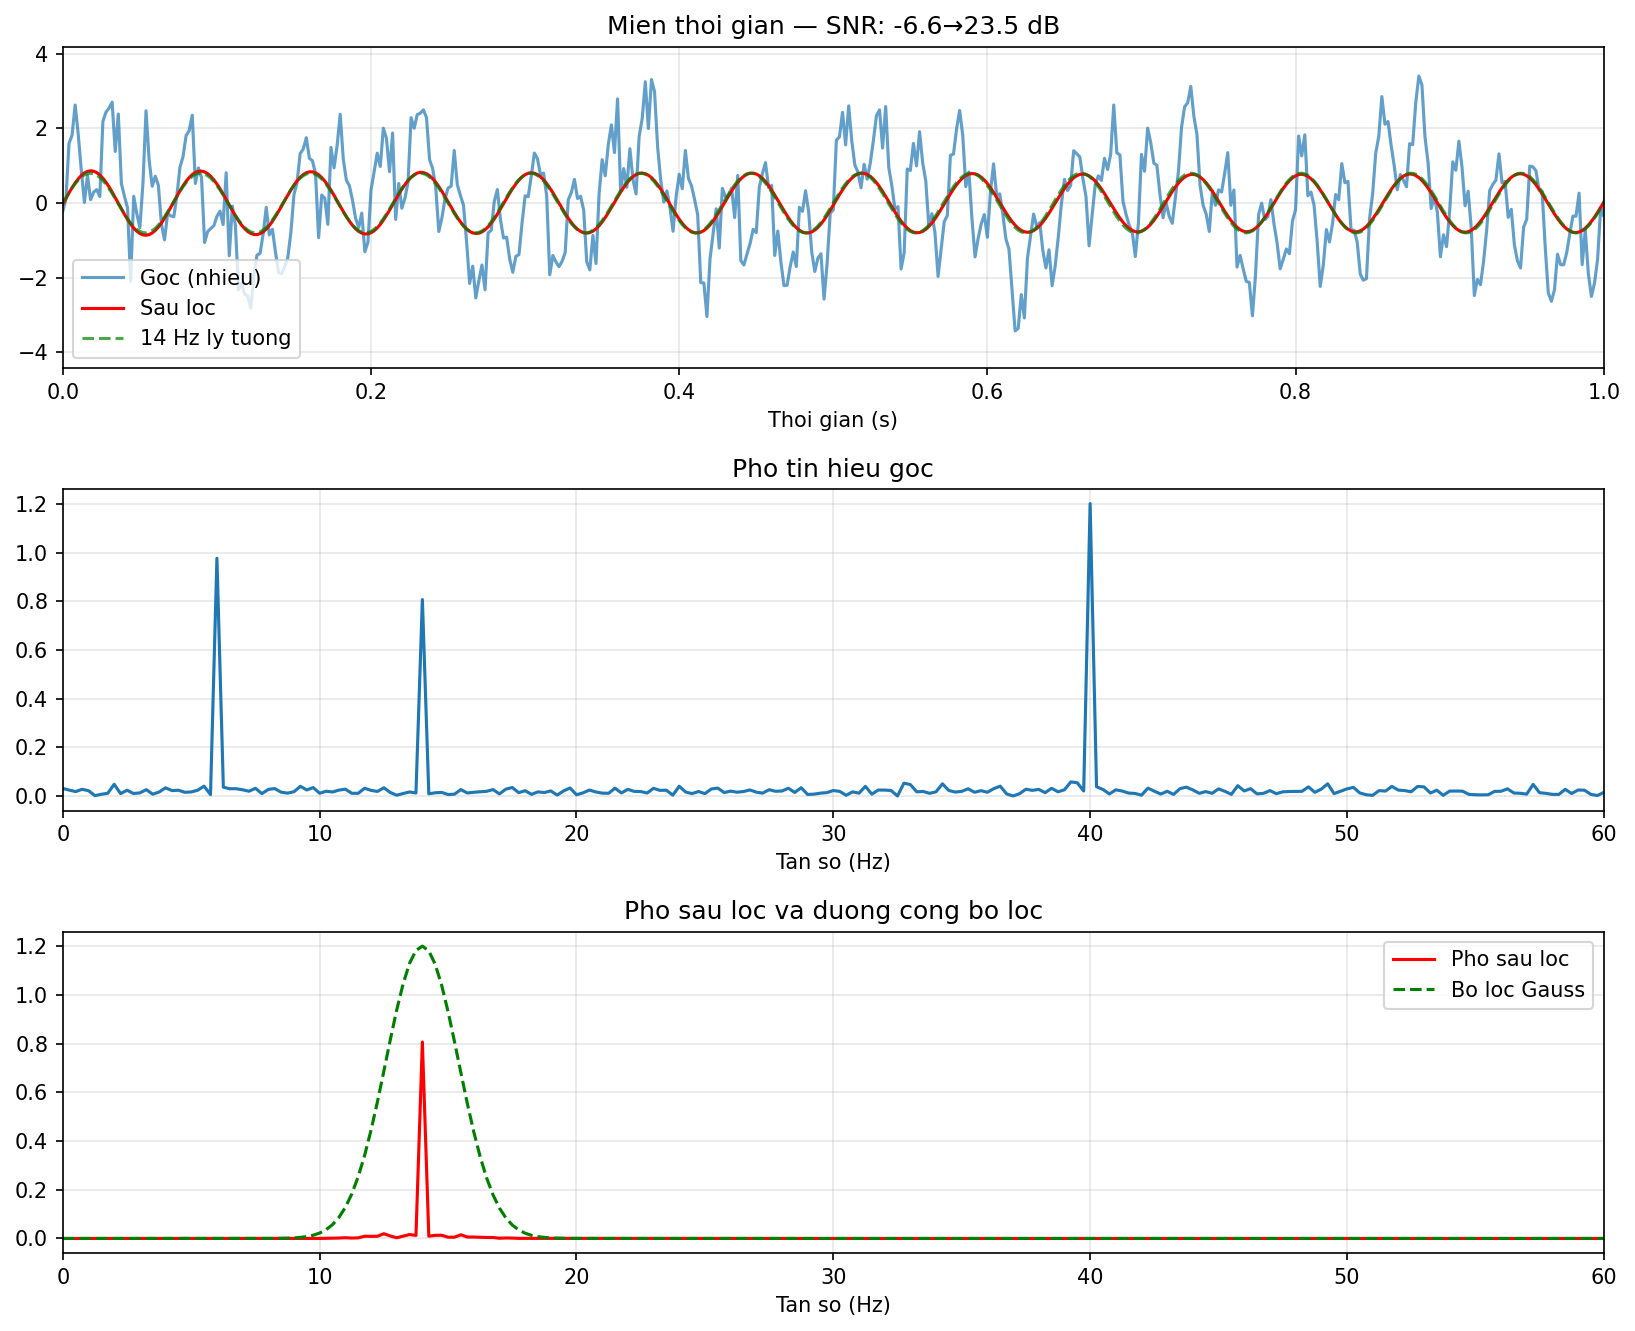 Mien thoi gian — SNR: -6.6→23.5 dB
4
2
0
−2
−4
Goc (nhieu)
Sau loc
14 Hz ly tuong
0.0 0.2 0.4 0.6 0.8 1.0
Thoi gian (s)
Pho tin hieu goc
1.2
1.0
0.8
0.6
0.4
0.2
0.0
0 10 20 30 40 50 60
Tan so (Hz)
Pho sau loc va duong cong bo loc
1.2
1.0
0.8
0.6
0.4
0.2
0.0
Pho sau loc
Bo loc Gauss
0 10 20 30 40 50 60
Tan so (Hz)